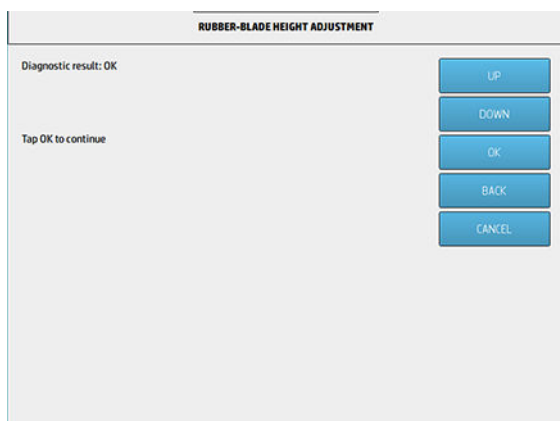 RUBBER-BLADE HEIGHT ADJUSTMENT
Diagnostic result: OK
Tap OK to continue
UP
DOWN
OK
BACK
CANCEL